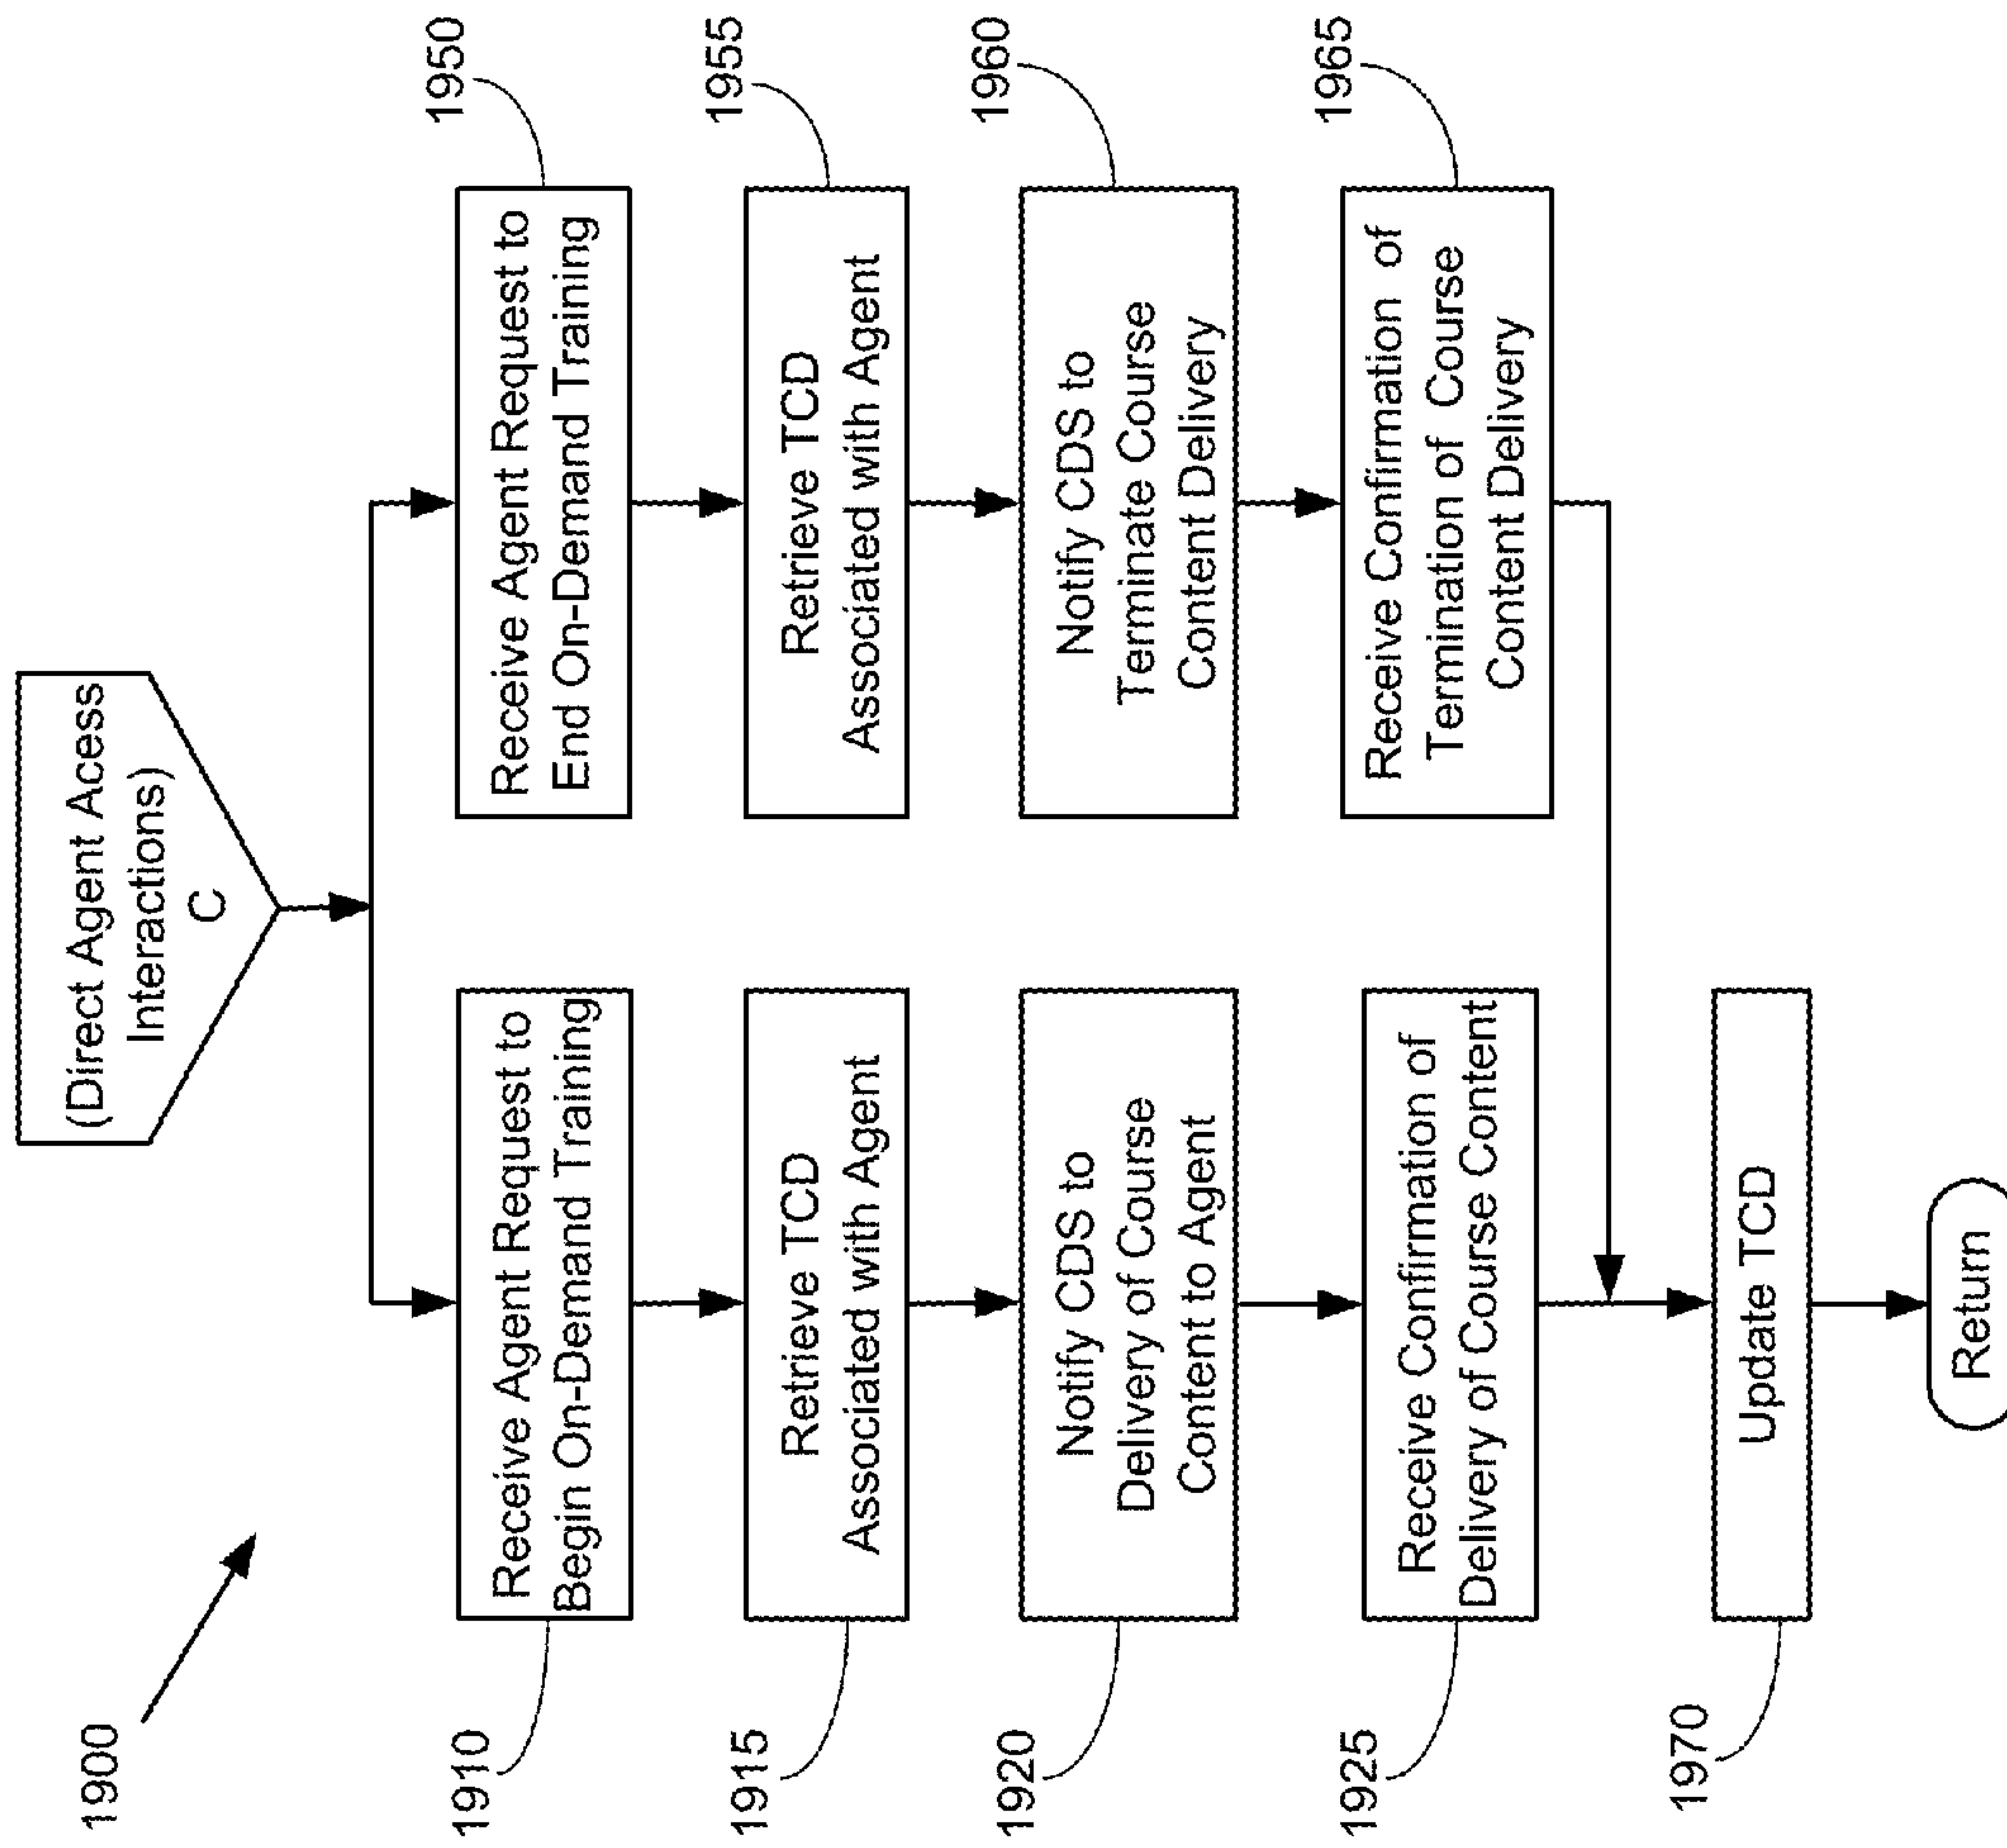 1900
(Direct Agent Acess
Interactions)
C
1910
Receive Agent Request to
Begin On-Demand Training
1915
Retrieve TCD
Associated with Agent
1920
Notify CDS to
Delivery of Course
Content to Agent
1925
Receive Confirmation of
Delivery of Course Content
1950
Receive Agent Request to
End On-Demand Training
1955
Retrieve TCD
Associated with Agent
1960
Notify CDS to
Terminate Course
Content Delivery
1965
Receive Confirmation of
Termination of Course
Content Delivery
1970
Update TCD
Return